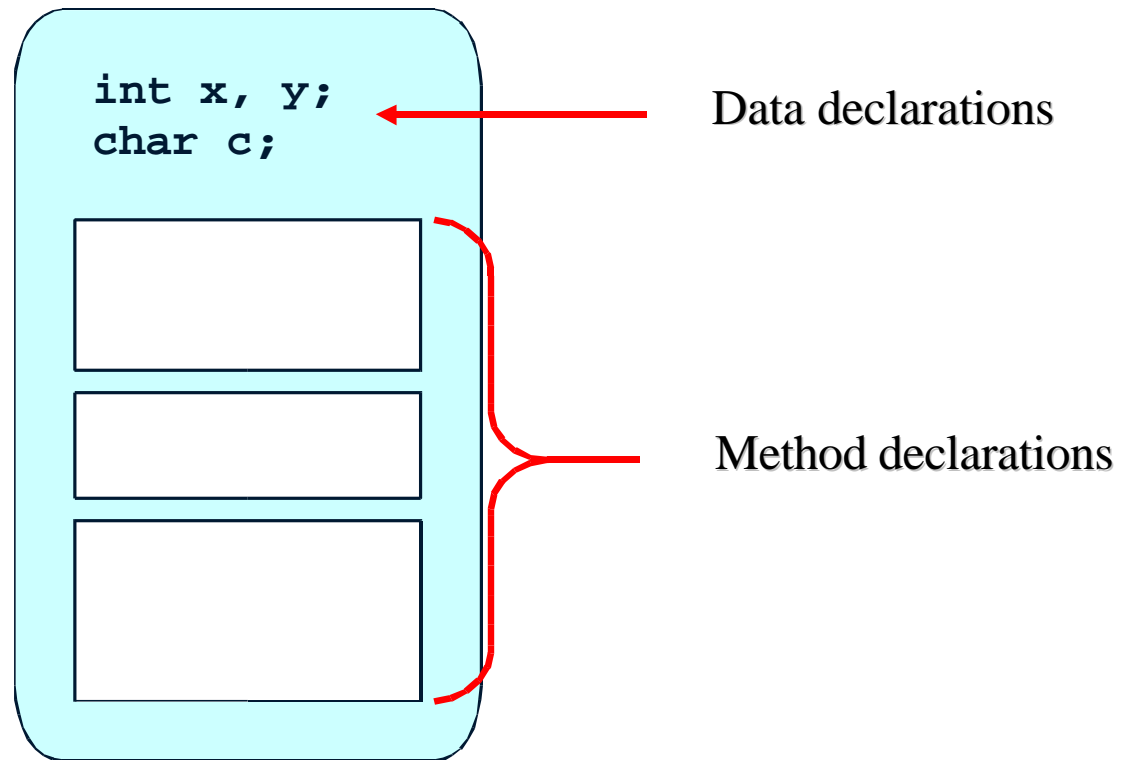 int x, y;
char c;
Data declarations
Method declarations